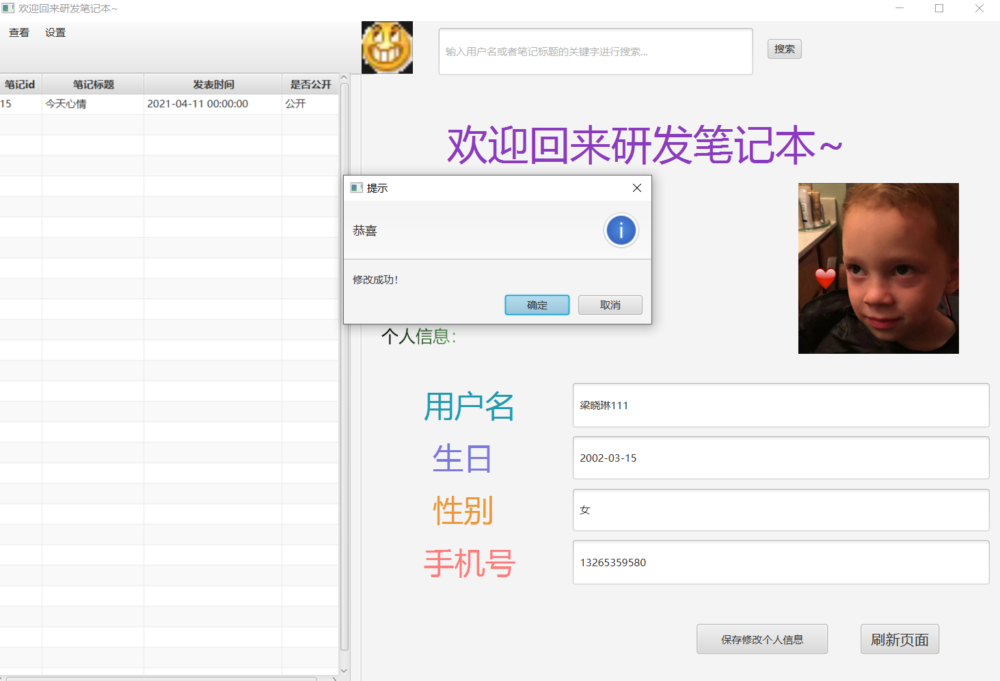 欢迎回来研发笔记本~
查看 设置
输入用户名或者笔记标题的关键字进行搜索...
搜索
笔记id 笔记标题 发表时间 是否公开
15 今天心情 2021-04-11 00:00:00 公开
欢迎回来研发笔记本~
提示
恭喜
修改成功!
确定 取消
个人信息:
用户名 梁晓琳111
生日 2002-03-15
性别 女
手机号 13265359580
保存修改个人信息 刷新页面